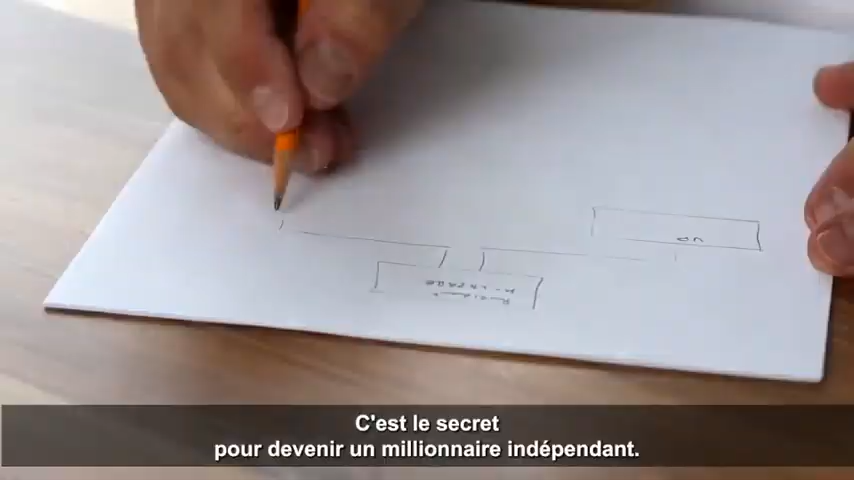 C'est le secret
pour devenir un millionnaire indépendant.